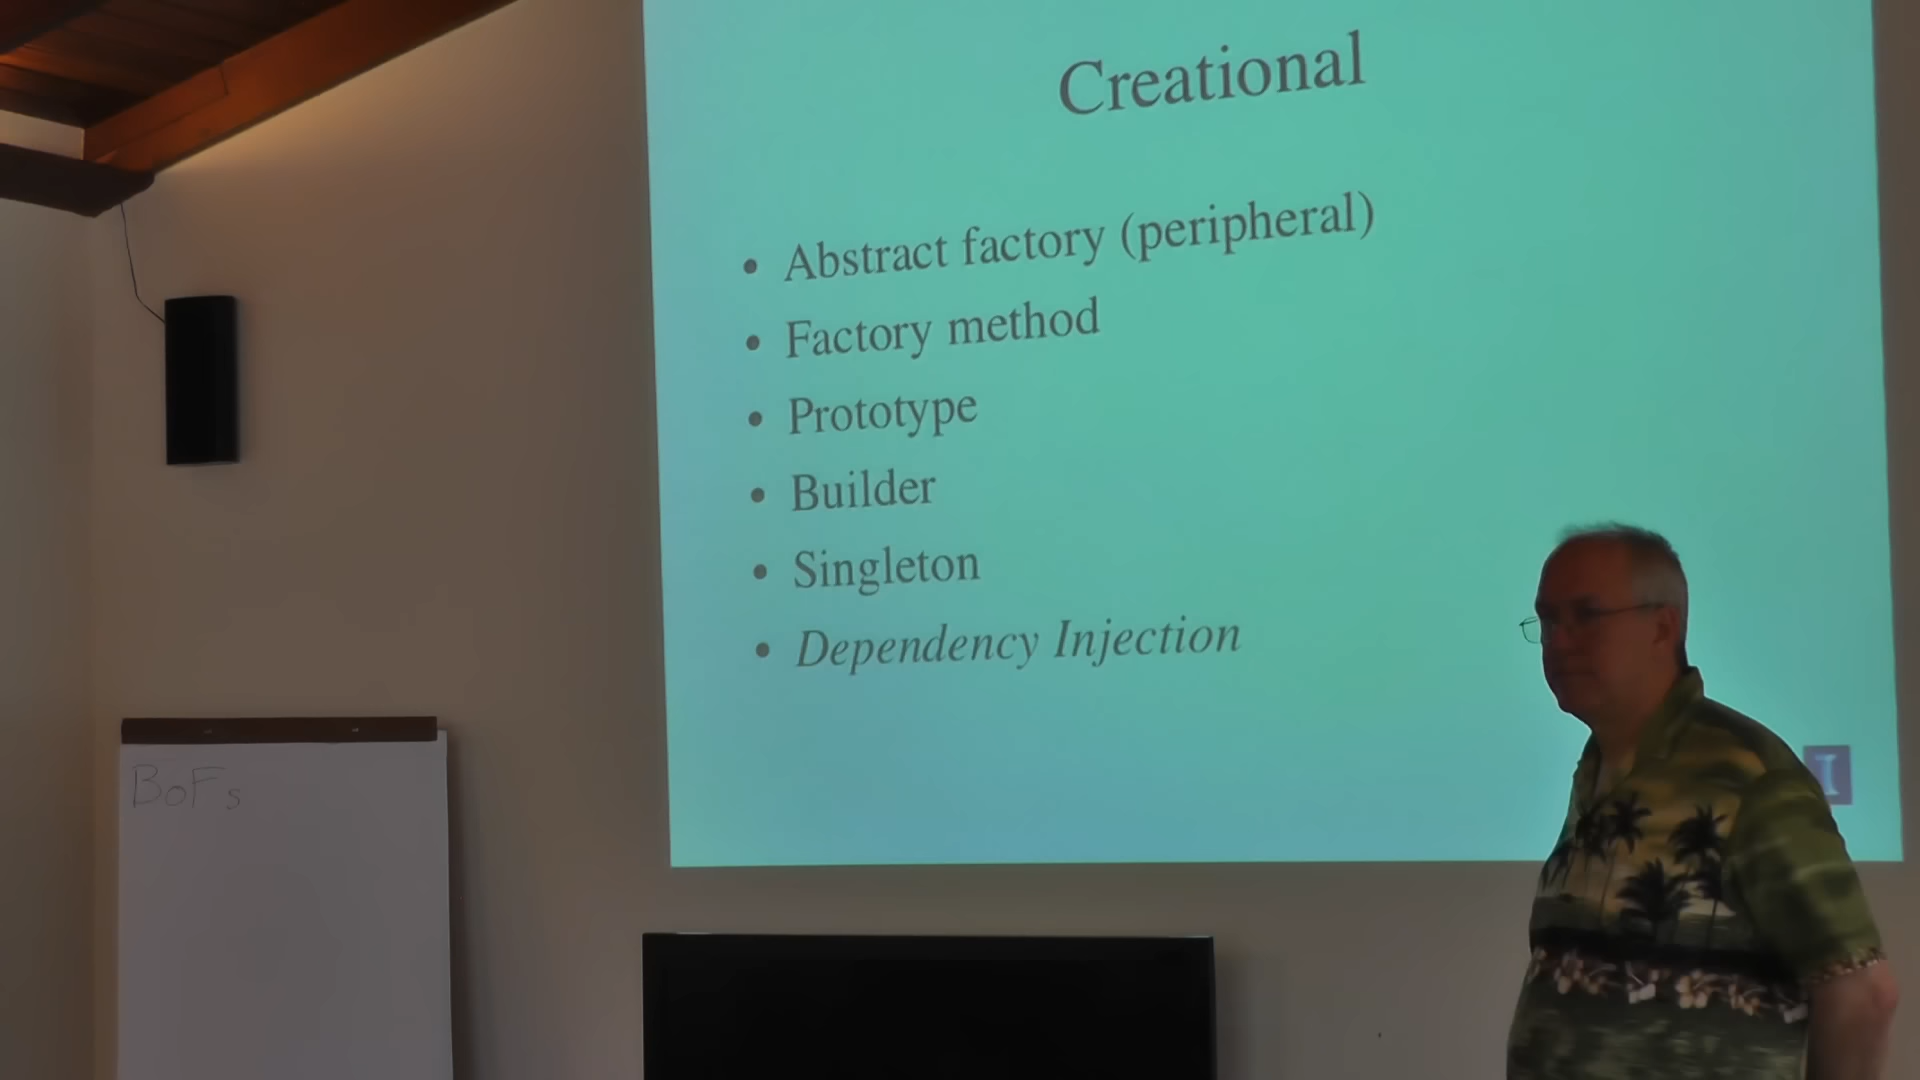 Creational
• Abstract factory (peripheral)
• Factory method
• Prototype
• Builder
• Singleton
• Dependency Injection
I
BoFs